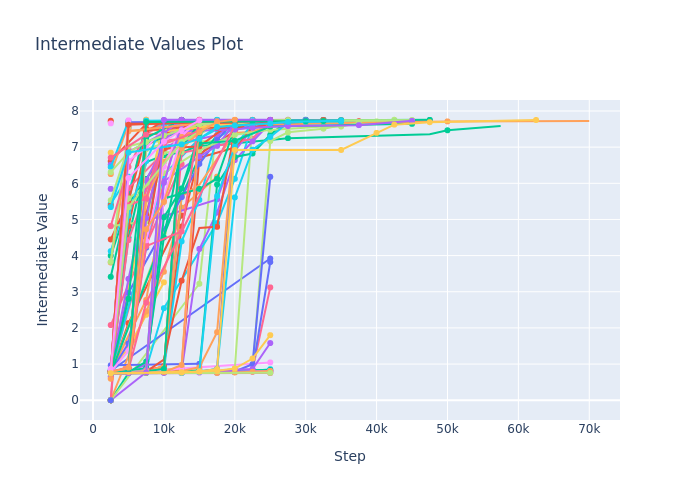 Intermediate Values Plot
8
7
6
5
4
3
2
1
0
Intermediate Value
0 10k 20k 30k 40k 50k 60k 70k
Step